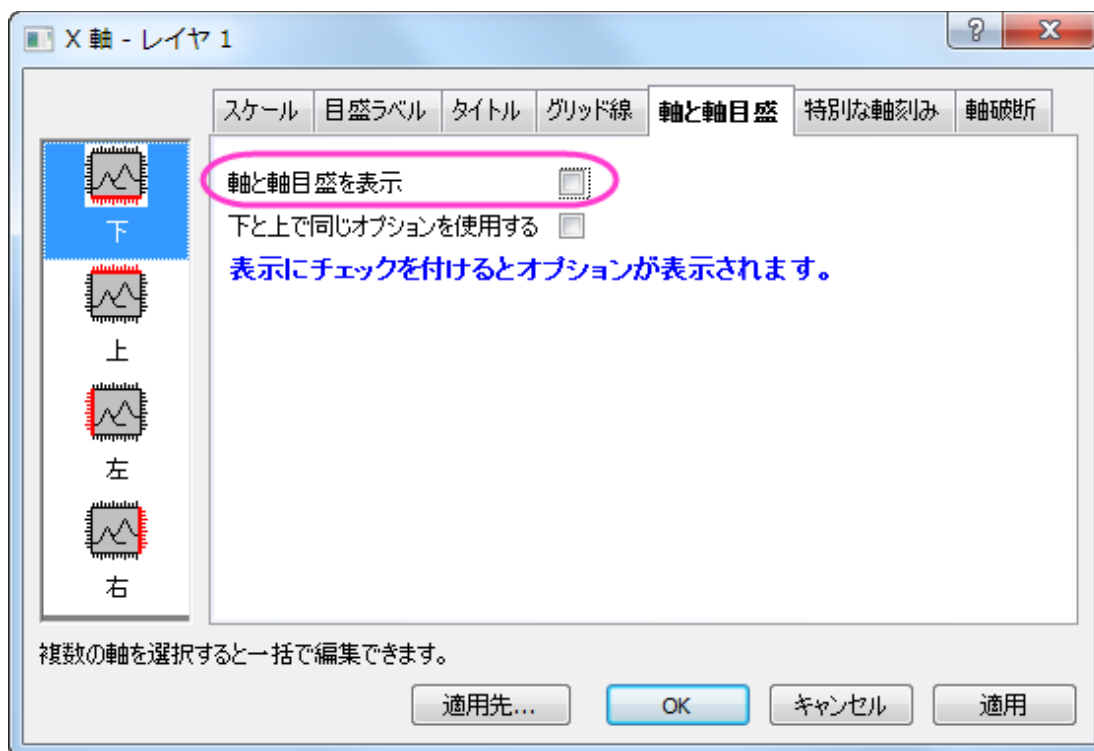 X 軸 - レイヤ 1
スケール 目盛ラベル タイトル グリッド線 軸と軸目盛 特別な軸刻み 軸破断
下
上
左
右
軸と軸目盛を表示
下と上で同じオプションを使用する
表示にチェックを付けるとオプションが表示されます。
複数の軸を選択すると一括で編集できます。
適用先... OK キャンセル 適用